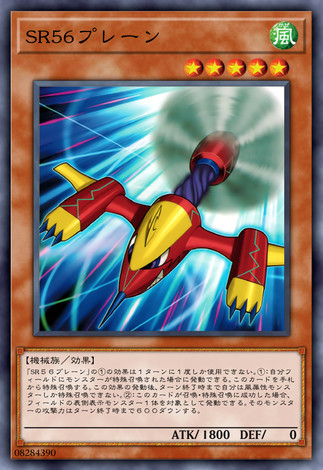 SR56プレーン
風
【機械族/効果】
「SR56プレーン」の①の効果は1ターンに1度しか使用できない。①:自分フ
ィールドにモンスターが特殊召喚された場合に発動できる。このカードを手札
から特殊召喚する。この効果の発動後、ターン終了時まで自分は風属性モンス
ターしか特殊召喚できない。②:このカードが召喚・特殊召喚に成功した場合、
フィールドの表側表示モンスター1体を対象として発動できる。そのモンスタ
ーの攻撃力はターン終了時まで600ダウンする。
ATK/ 1800 DEF/ 0
08284390